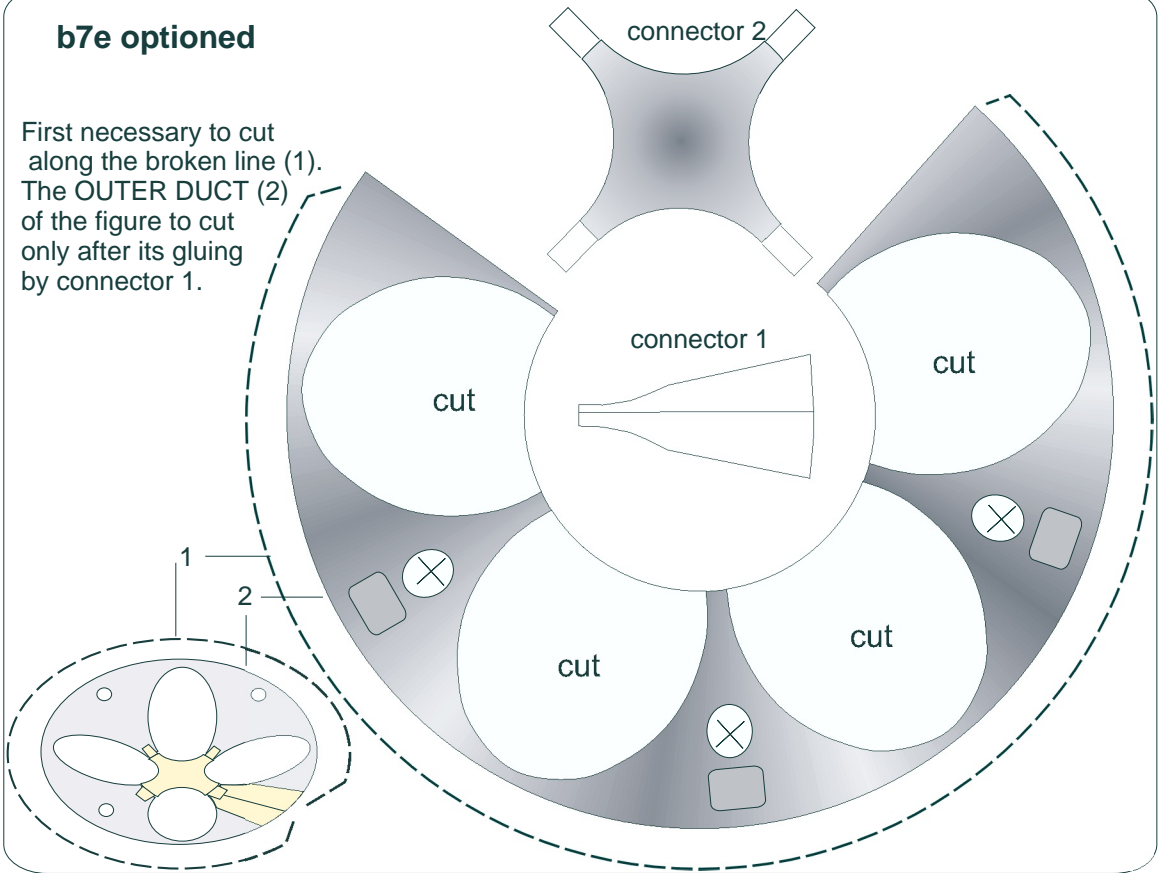 b7e optioned
connector 2
First necessary to cut
along the broken line (1).
The OUTER DUCT (2)
of the figure to cut
only after its gluing
by connector 1.
connector 1
cut
cut
cut
cut
1
2